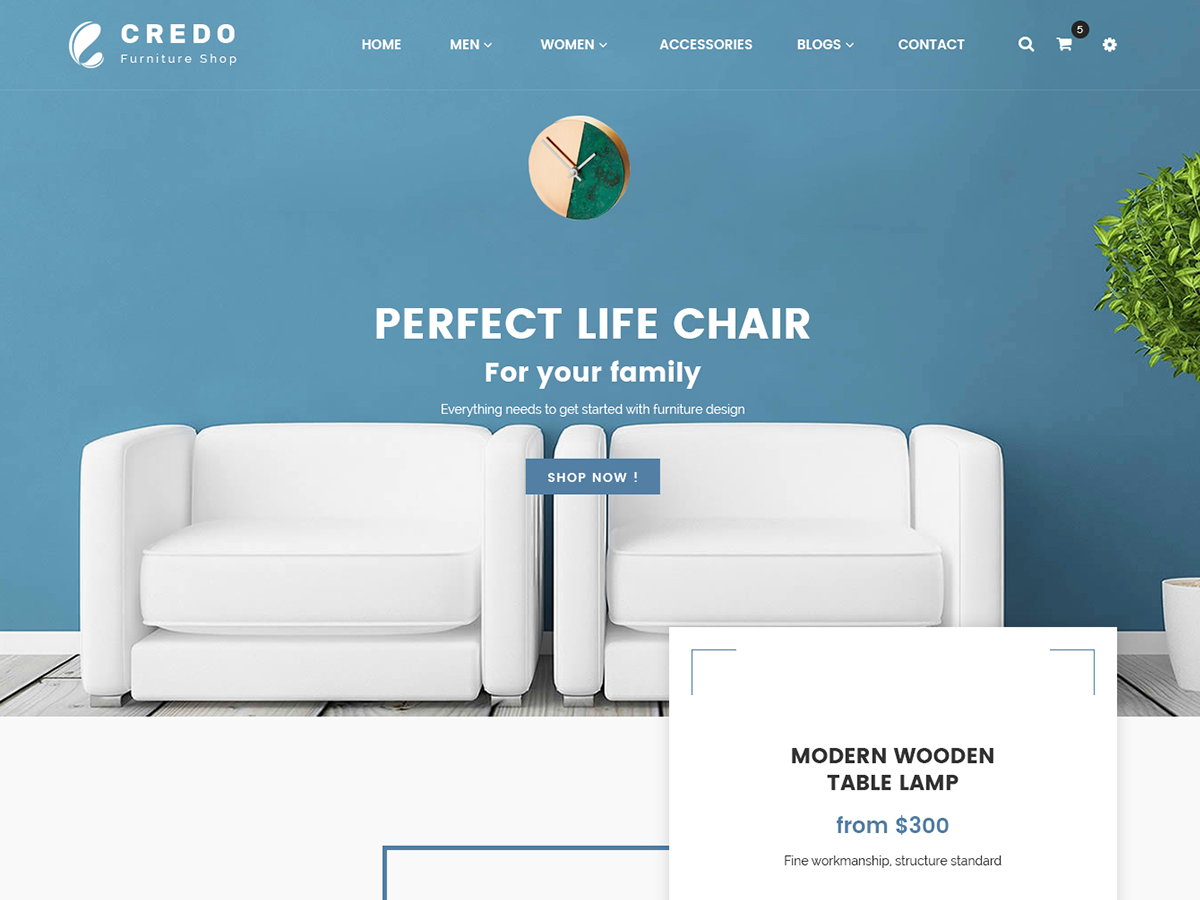 CREDO
Furniture Shop
HOME MEN WOMEN ACCESSORIES BLOGS CONTACT 5
PERFECT LIFE CHAIR
For your family
Everything needs to get started with furniture design
SHOP NOW !
MODERN WOODEN
TABLE LAMP
from $300
Fine workmanship, structure standard